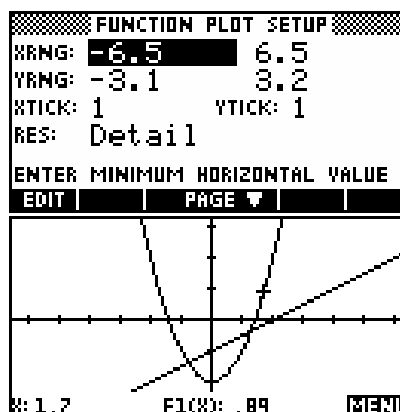 FUNCTION PLOT SETUP
XRNG: -6.5 6.5
YRNG: -3.1 3.2
XTICK: 1 YTICK: 1
RES: Detail
ENTER MINIMUM HORIZONTAL VALUE
EDIT PAGE ▼
X: 1.7 F1(X): .89 MENU